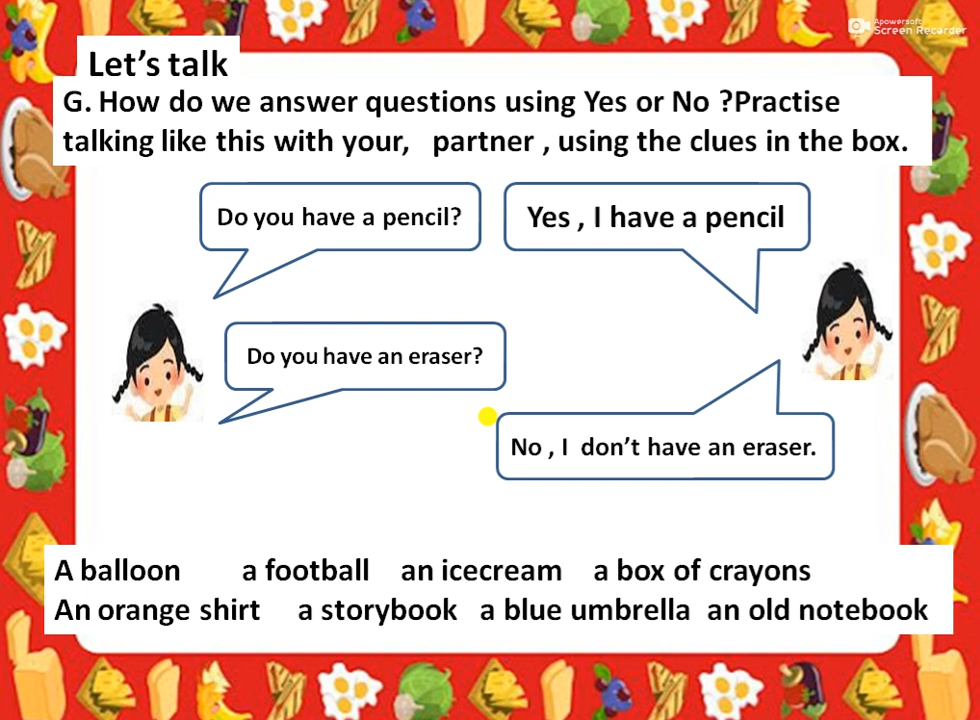 Apowersoft
Screen Recorder
Let's talk
G. How do we answer questions using Yes or No ?Practise
talking like this with your, partner , using the clues in the box.
Do you have a pencil?
Yes , I have a pencil
Do you have an eraser?
No , I don't have an eraser.
A balloon a football an icecream a box of crayons
An orange shirt a storybook a blue umbrella an old notebook